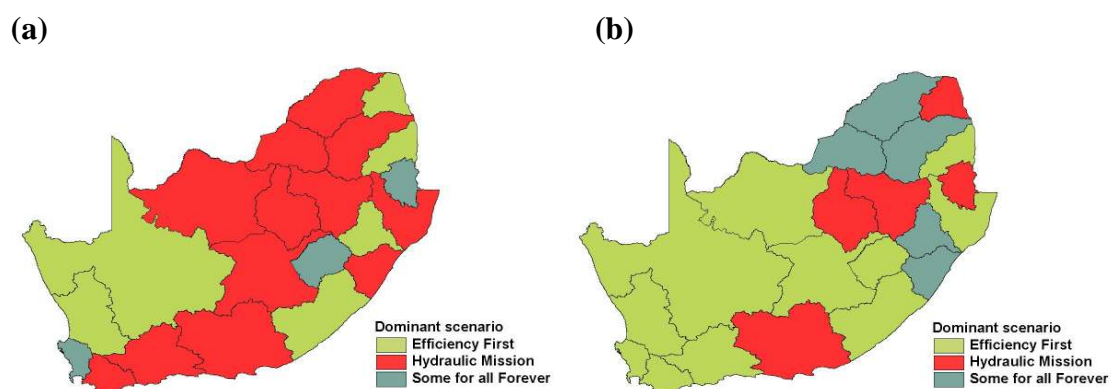 (a)
(b)
Dominant scenario
Efficiency First
Hydraulic Mission
Some for all Forever
Dominant scenario
Efficiency First
Hydraulic Mission
Some for all Forever